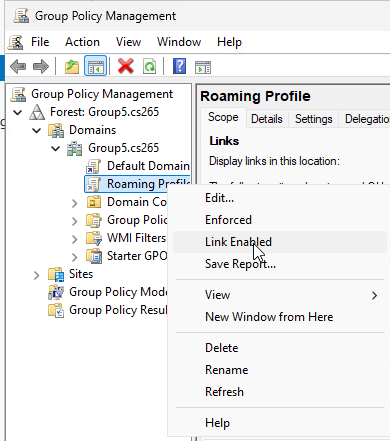 Group Policy Management
File Action View Window Help
Group Policy Management
Forest: Group5.cs265
Domains
Group5.cs265
Default Domain
Roaming Profile
Domain Co
Group Polic
WMI Filters
Starter GPO
Sites
Group Policy Mode
Group Policy Resul
Roaming Profile
Scope Details Settings Delegation
Links
Display links in this location:
Edit...
Enforced
Link Enabled
Save Report...
View
New Window from Here
Delete
Rename
Refresh
Help